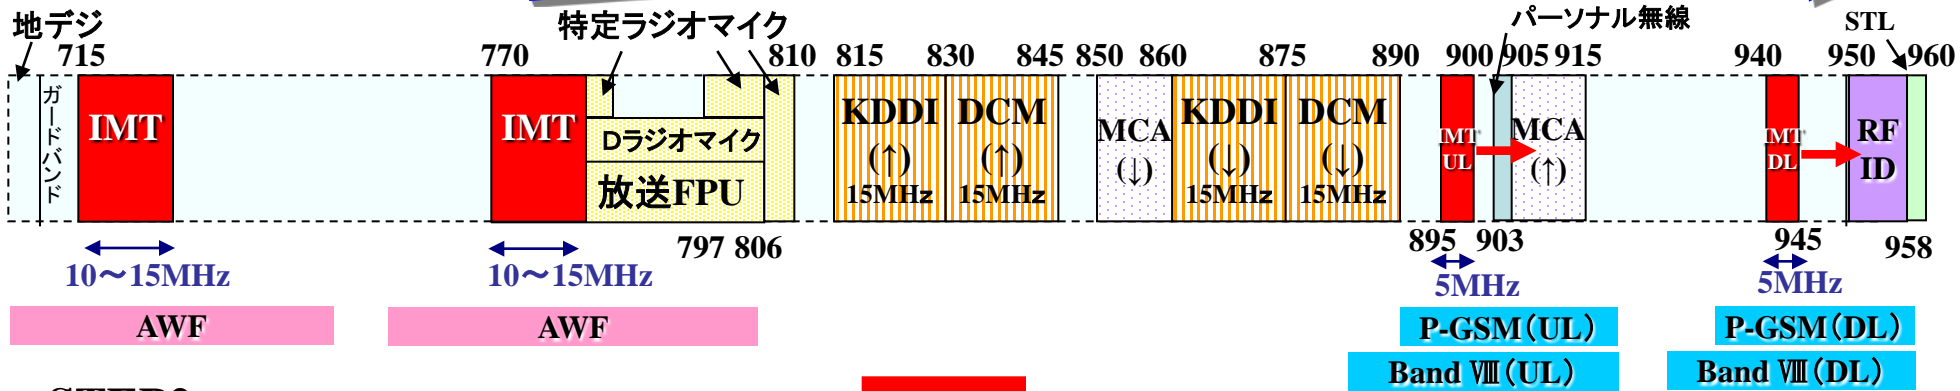 地デジ
特定ラジオマイク
パーソナル無線
STL
715
770
810
815
830
845
850
860
875
890
900
905
915
940
950
960
ガードバンド
IMT
IMT
Dラジオマイク
放送FPU
KDDI
(↑)
15MHz
DCM
(↑)
15MHz
MCA
(↓)
KDDI
(↓)
15MHz
DCM
(↓)
15MHz
IMT
UL
MCA
(↑)
IMT
DL
RF
ID
797
806
895
903
945
958
10～15MHz
10～15MHz
5MHz
5MHz
AWF
AWF
P-GSM(UL)
P-GSM(DL)
Band Ⅷ(UL)
Band Ⅷ(DL)